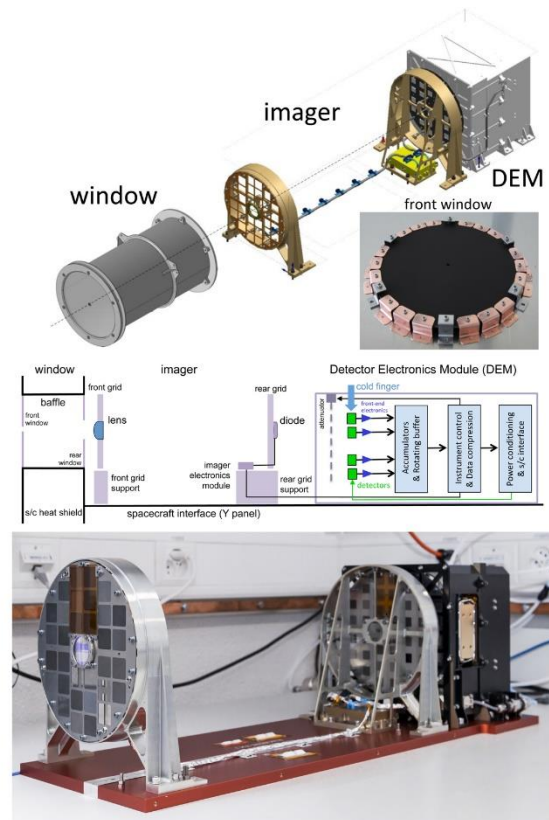 imager
DEM
window
front window
window
imager
Detector Electronics Module (DEM)
baffle
front grid
rear grid
cold finger
front
window
lens
diode
attenuator
front-end
electronics
Accumulators
& Rotating buffer
Instrument control
& Data compression
Power conditioning
& s/c interface
rear
window
imager
electronics
module
front grid
support
rear grid
support
detectors
s/c heat shield
spacecraft interface (Y panel)